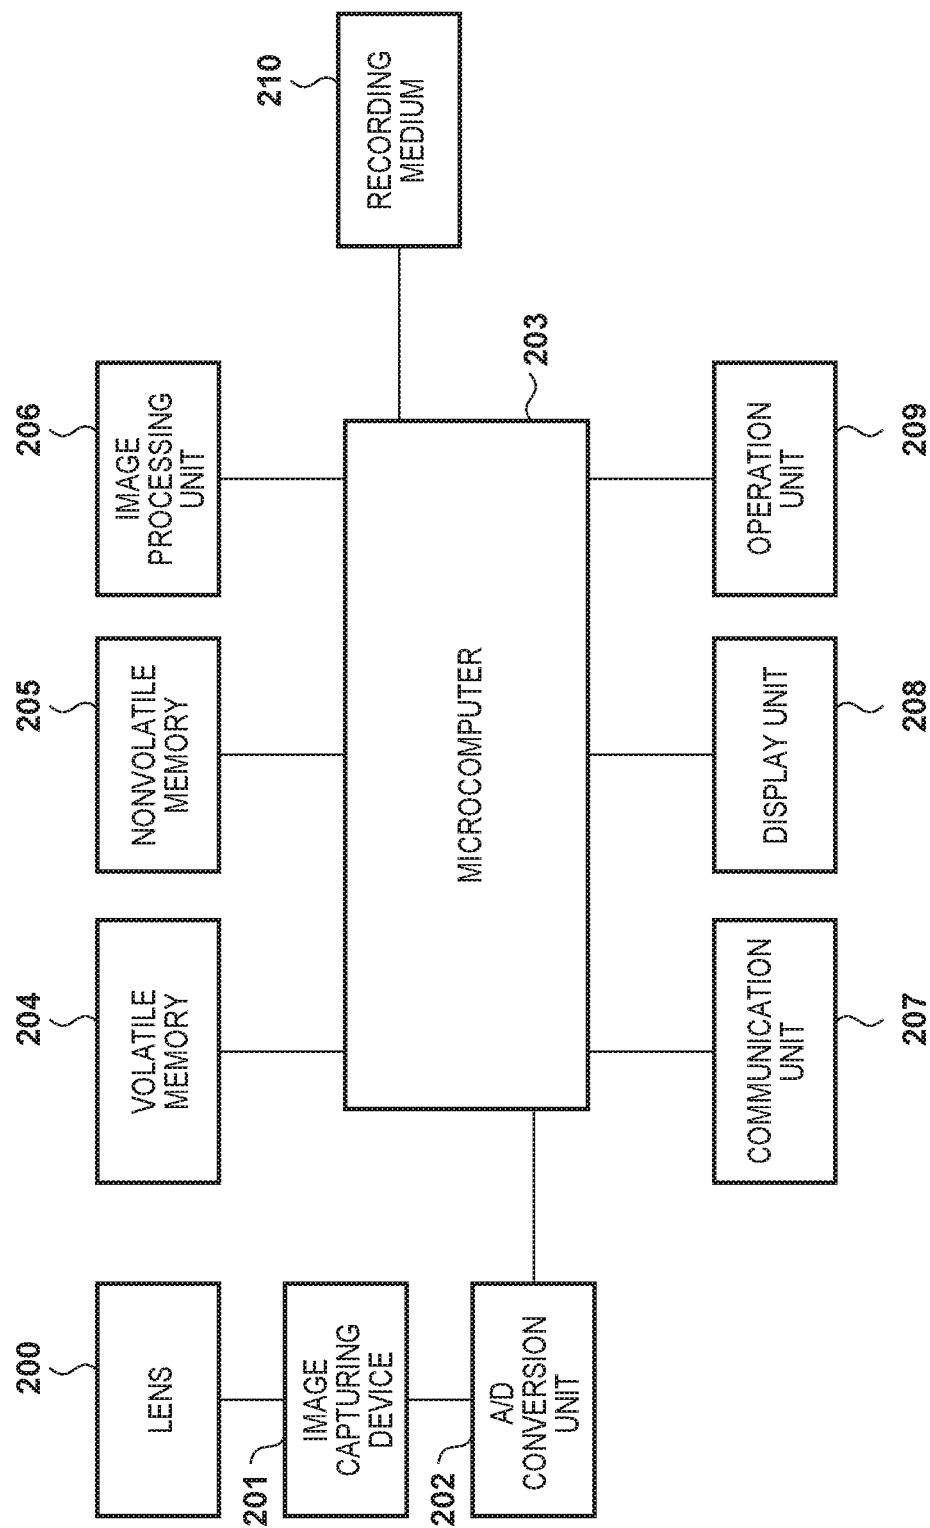 200
LENS
201
IMAGE
CAPTURING
DEVICE
202
A/D
CONVERSION
UNIT
204
VOLATILE
MEMORY
205
NONVOLATILE
MEMORY
206
IMAGE
PROCESSING
UNIT
MICROCOMPUTER
203
210
RECORDING
MEDIUM
COMMUNICATION
UNIT
207
DISPLAY UNIT
208
OPERATION
UNIT
209